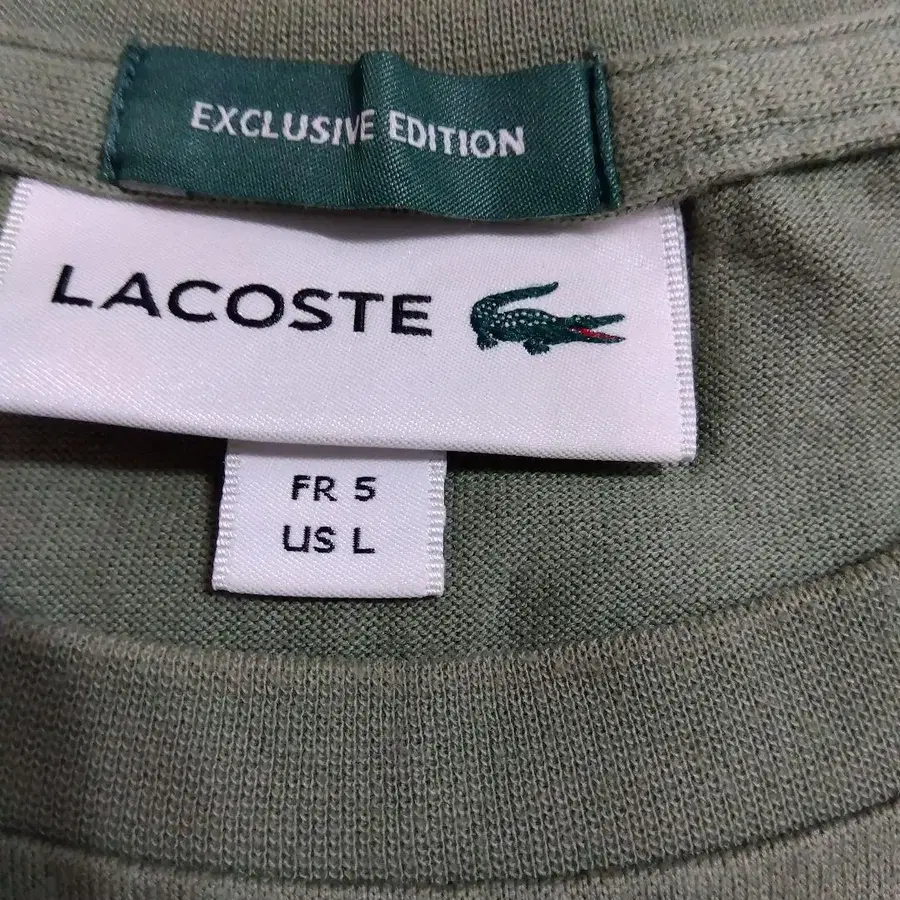 EXCLUSIVE EDITION
LACOSTE
FR 5
US L